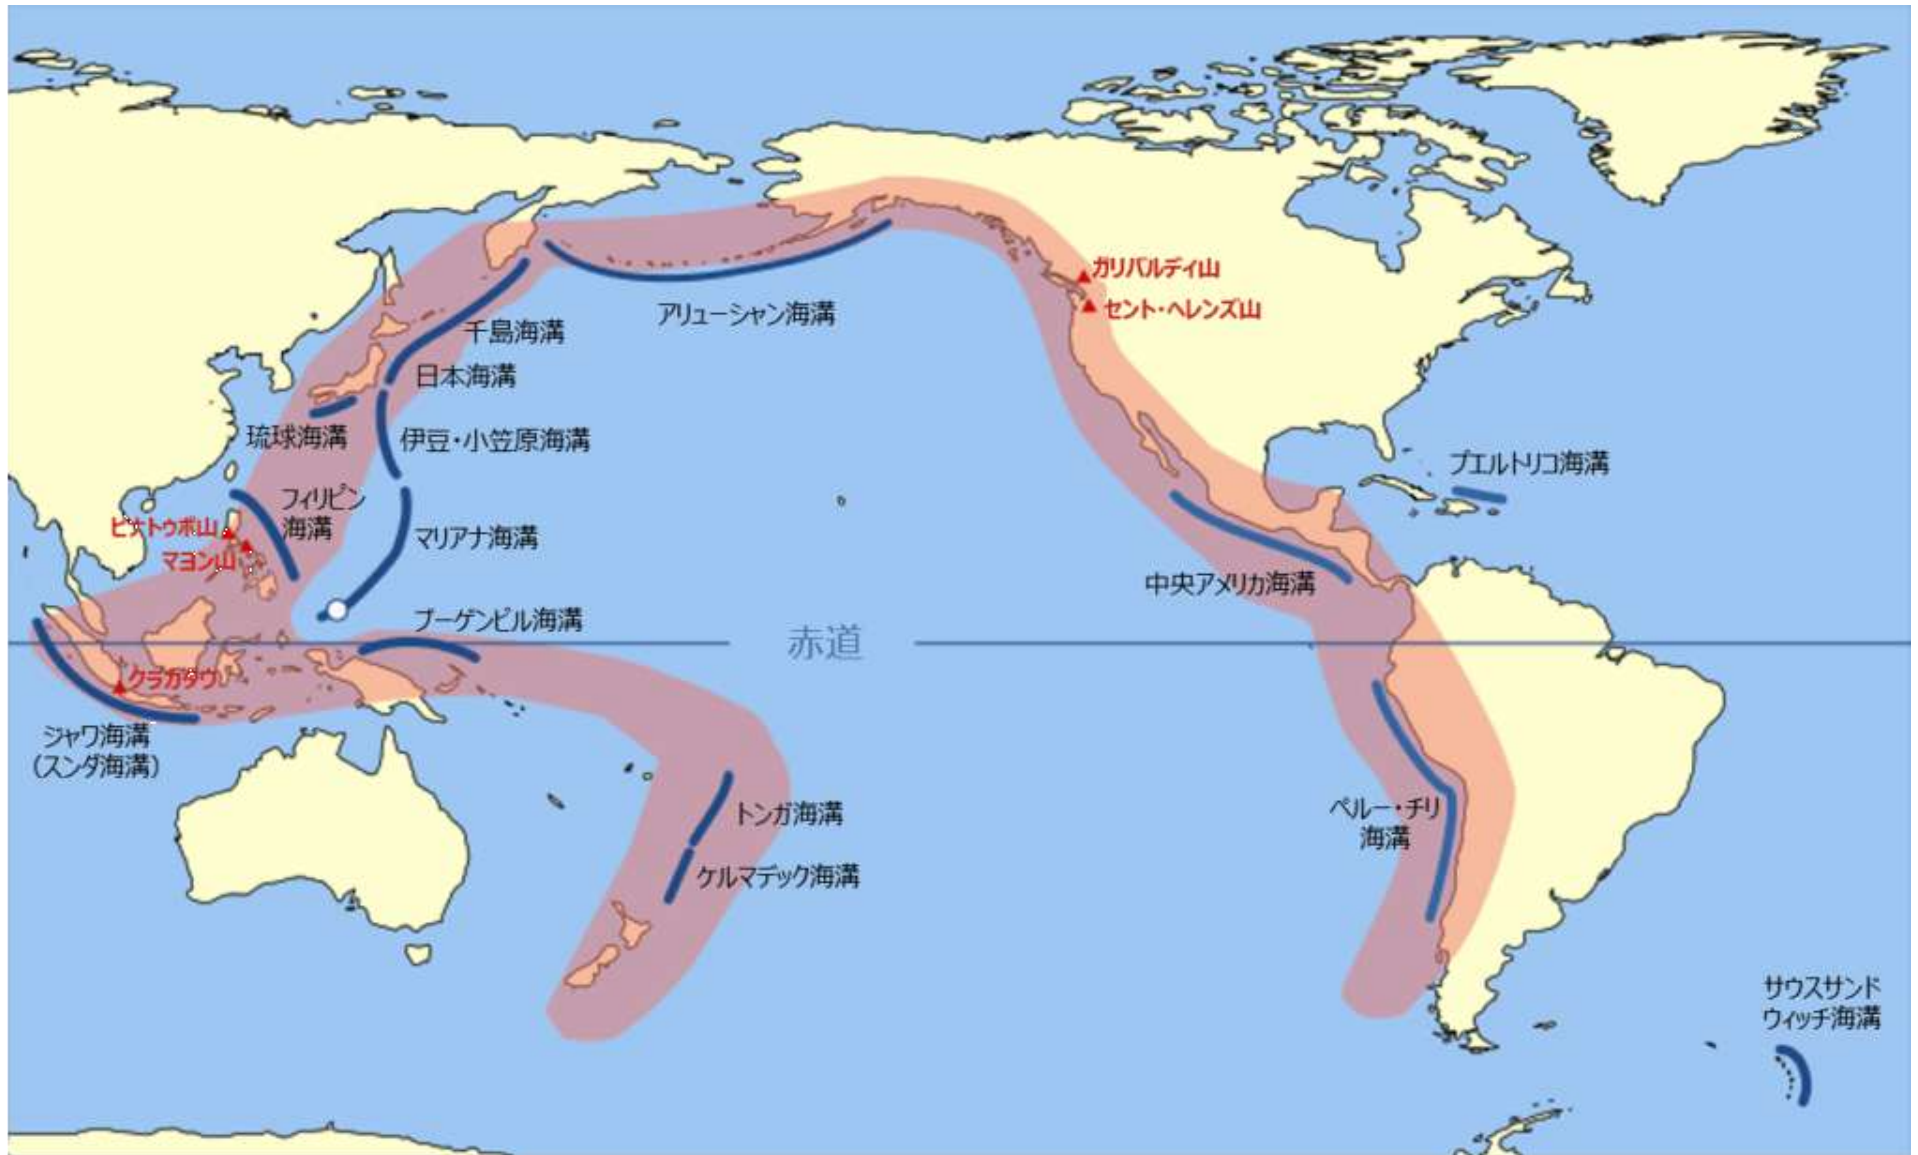 ガリバルディ山
セント・ヘレンズ山
アリューシャン海溝
千島海溝
日本海溝
琉球海溝
伊豆・小笠原海溝
プエルトリコ海溝
フィリピン
海溝
ピナトゥボ山
マヨン山
マリアナ海溝
中央アメリカ海溝
ブーゲンビル海溝
赤道
クラカタウ
ジャワ海溝
（スンダ海溝）
トンガ海溝
ペルー・チリ
海溝
ケルマデック海溝
サウスサンド
ウィッチ海溝